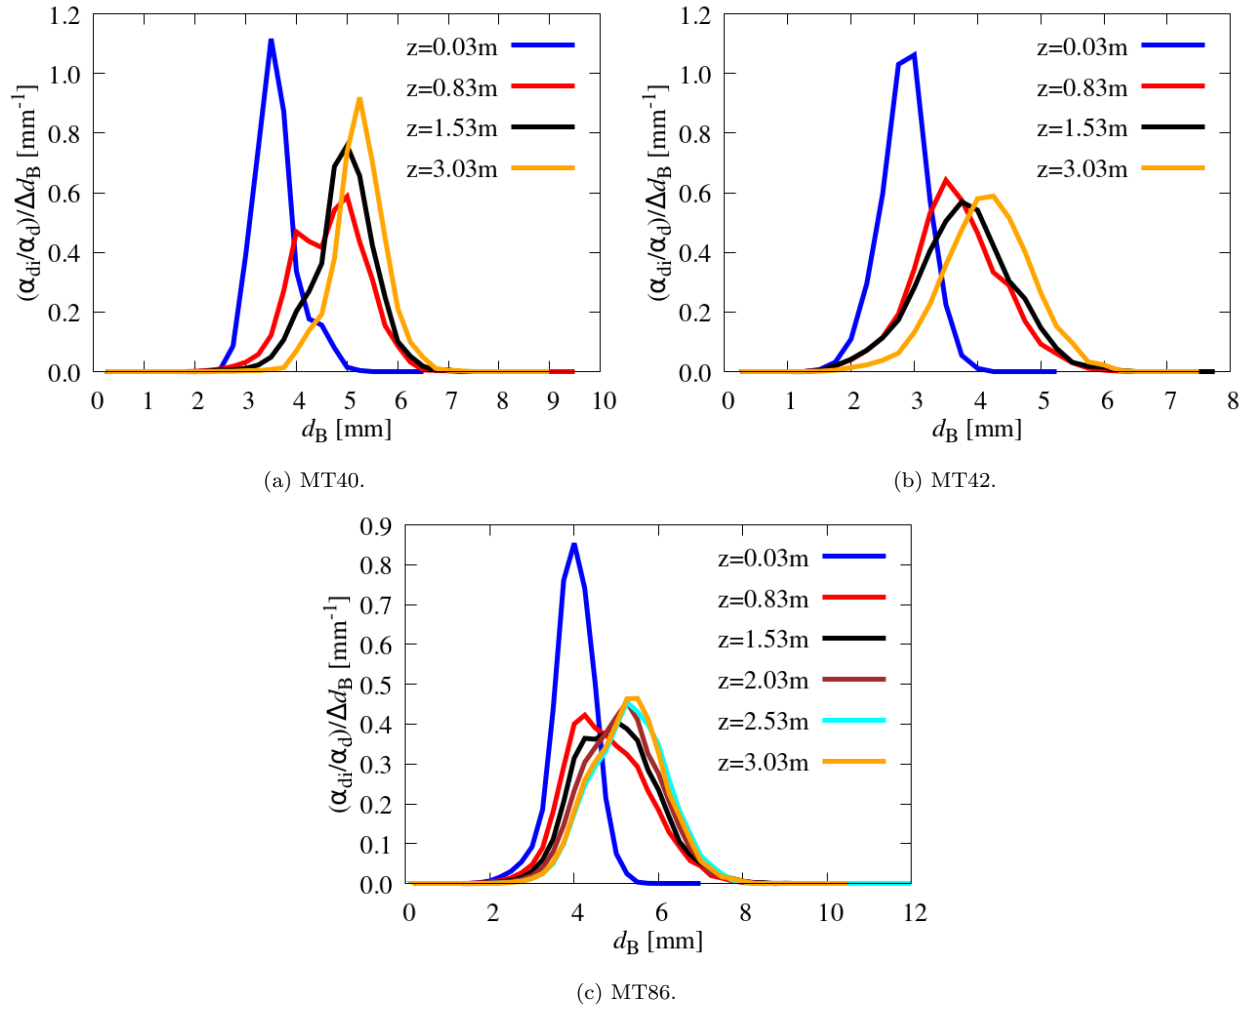 1.2
1.0
0.8
0.6
0.4
0.2
0.0
(α_di/α_d)/Δd_B [mm⁻¹]
z=0.03m
z=0.83m
z=1.53m
z=3.03m
0 1 2 3 4 5 6 7 8 9 10
d_B [mm]
(a) MT40.
1.2
1.0
0.8
0.6
0.4
0.2
0.0
(α_di/α_d)/Δd_B [mm⁻¹]
z=0.03m
z=0.83m
z=1.53m
z=3.03m
0 1 2 3 4 5 6 7 8
d_B [mm]
(b) MT42.
0.9
0.8
0.7
0.6
0.5
0.4
0.3
0.2
0.1
0.0
(α_di/α_d)/Δd_B [mm⁻¹]
z=0.03m
z=0.83m
z=1.53m
z=2.03m
z=2.53m
z=3.03m
0 2 4 6 8 10 12
d_B [mm]
(c) MT86.